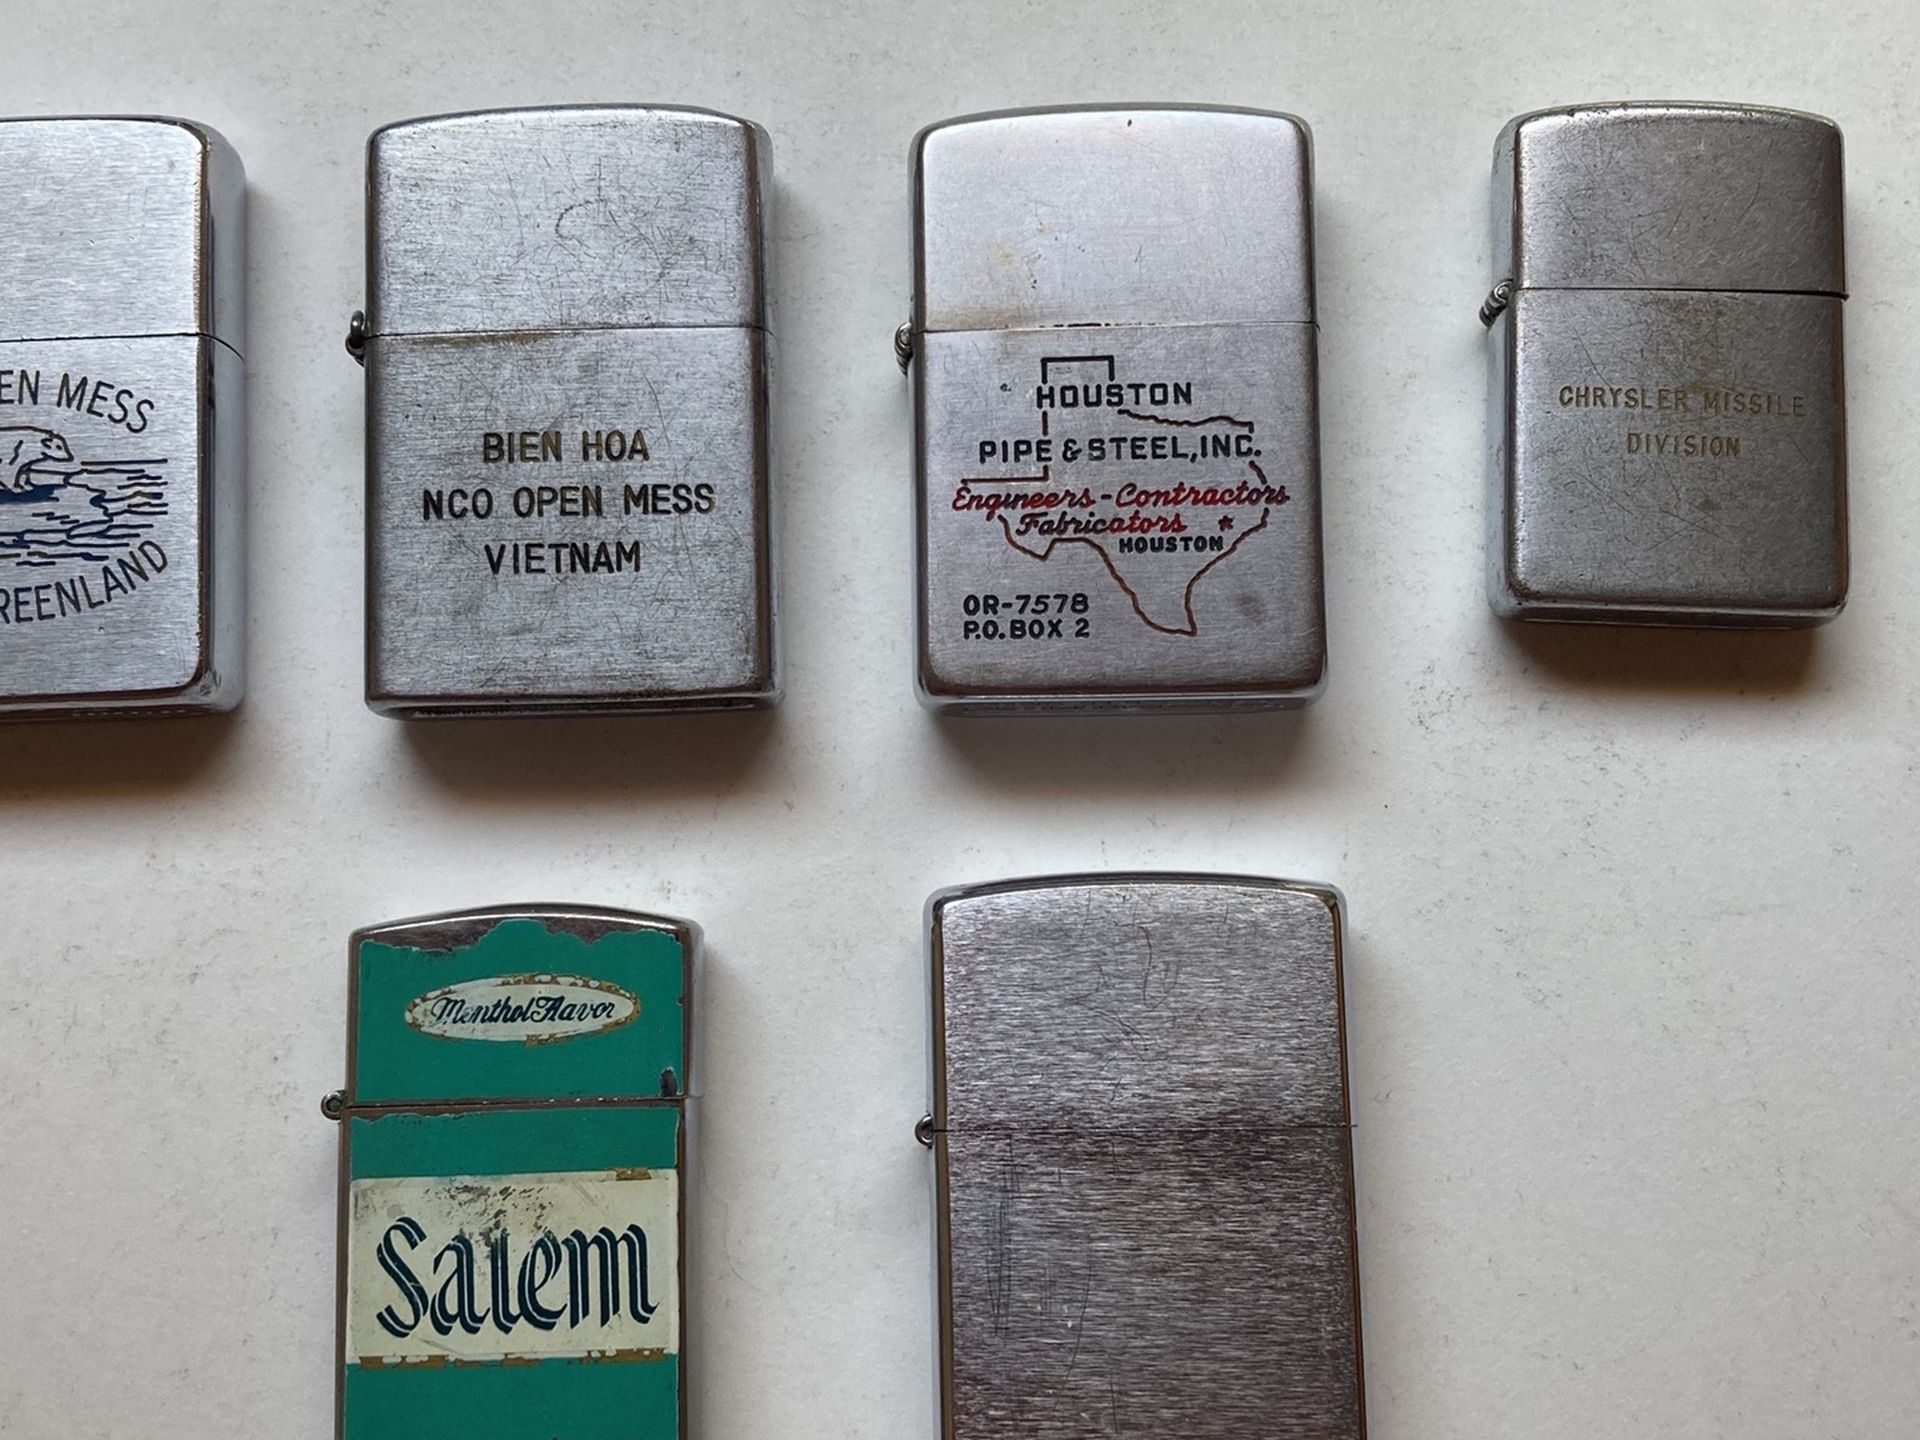 EN MESS
REENLAND
BIEN HOA
NCO OPEN MESS
VIETNAM
HOUSTON
PIPE & STEEL, INC.
Engineers - Contractors
Fabricators
HOUSTON
OR-7578
P.O. BOX 2
CHRYSLER MISSILE
DIVISION
Menthol Flavor
Salem